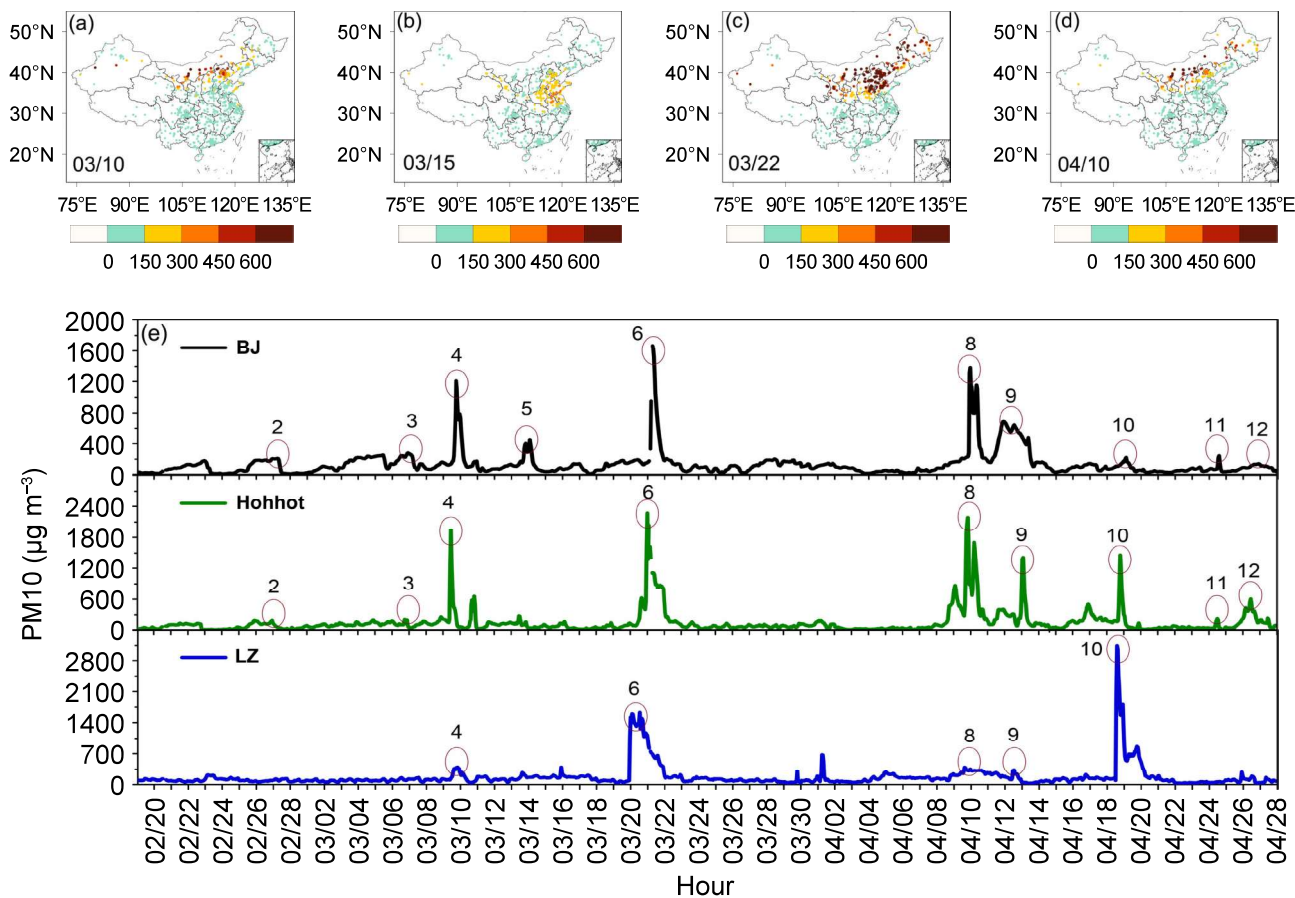 (a) (b) (c) (d)
50°N 50°N 50°N 50°N
40°N 40°N 40°N 40°N
30°N 30°N 30°N 30°N
20°N 20°N 20°N 20°N
03/10 03/15 03/22 04/10
75°E 90°E 105°E 120°E 135°E 75°E 90°E 105°E 120°E 135°E 75°E 90°E 105°E 120°E 135°E 75°E 90°E 105°E 120°E 135°E
0 150 300 450 600 0 150 300 450 600 0 150 300 450 600 0 150 300 450 600
(e)
BJ
2000
1600
1200
800
400
0
2 3 4 5 6 8 9 10 11 12
Hohhot
2400
1800
1200
600
0
2 3 4 6 8 9 10 11 12
LZ
2800
2100
1400
700
0
4 6 8 9 10
PM10 (μg m⁻³)
02/20 02/22 02/24 02/26 02/28 03/02 03/04 03/06 03/08 03/10 03/12 03/14 03/16 03/18 03/20 03/22 03/24 03/26 03/28 03/30 04/02 04/04 04/06 04/08 04/10 04/12 04/14 04/16 04/18 04/20 04/22 04/24 04/26 04/28
Hour